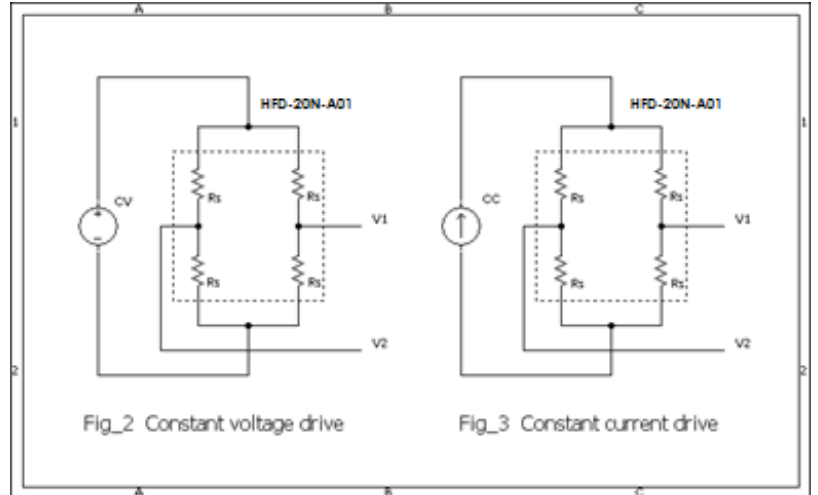 A B C
HFD-20N-A01 HFD-20N-A01
1 1
Rs Rs Rs Rs
CV CC
+
V1 V1
-
Rs Rs Rs Rs
V2 V2
2 2
Fig_2 Constant voltage drive Fig_3 Constant current drive
A B C